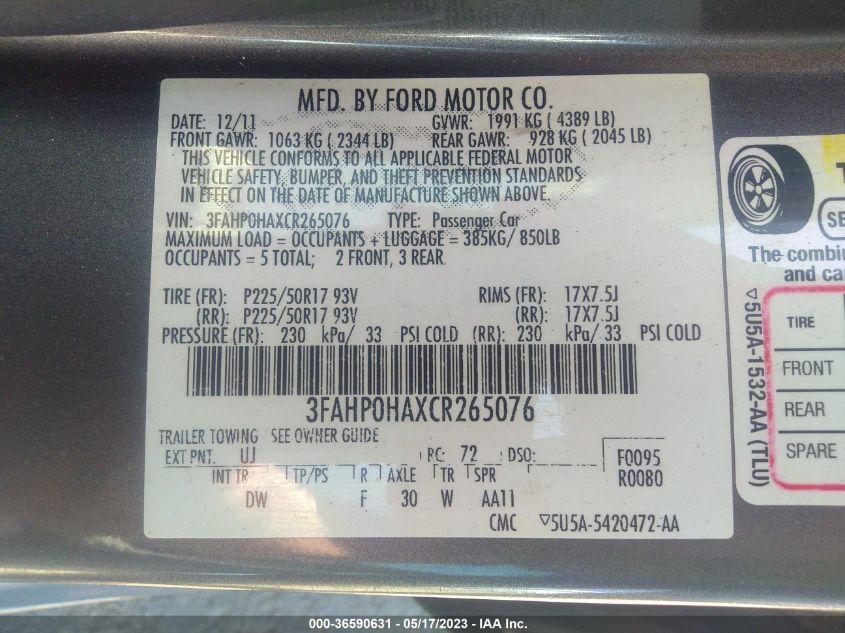 MFD. BY FORD MOTOR CO.
DATE: 12/11 GVWR: 1991 KG ( 4389 LB)
FRONT GAWR: 1063 KG ( 2344 LB) REAR GAWR: 928 KG ( 2045 LB)
THIS VEHICLE CONFORMS TO ALL APPLICABLE FEDERAL MOTOR
VEHICLE SAFETY, BUMPER, AND THEFT PREVENTION STANDARDS
IN EFFECT ON THE DATE OF MANUFACTURE SHOWN ABOVE.
VIN: 3FAHP0HAXCR265076 TYPE: Passenger Car
MAXIMUM LOAD = OCCUPANTS + LUGGAGE = 385KG/ 850LB
OCCUPANTS = 5 TOTAL; 2 FRONT, 3 REAR
TIRE (FR): P225/50R17 93V RIMS (FR): 17X7.5J
(RR): P225/50R17 93V (RR): 17X7.5J
PRESSURE (FR): 230 kPa/ 33 PSI COLD (RR): 230 kPa/ 33 PSI COLD
3FAHP0HAXCR265076
TRAILER TOWING SEE OWNER GUIDE
EXT PNT: UJ RC: 72 DSO: F0095
R0080
INT TR TP/PS R AXLE TR SPR
DW F 30 W AA11
CMC ▽5U5A-5420472-AA
SE
The combin
and ca
TIRE
FRONT
REAR
SPARE
▽5U5A-1532-AA (TLU)
000-36590631 - 05/17/2023 - IAA Inc.